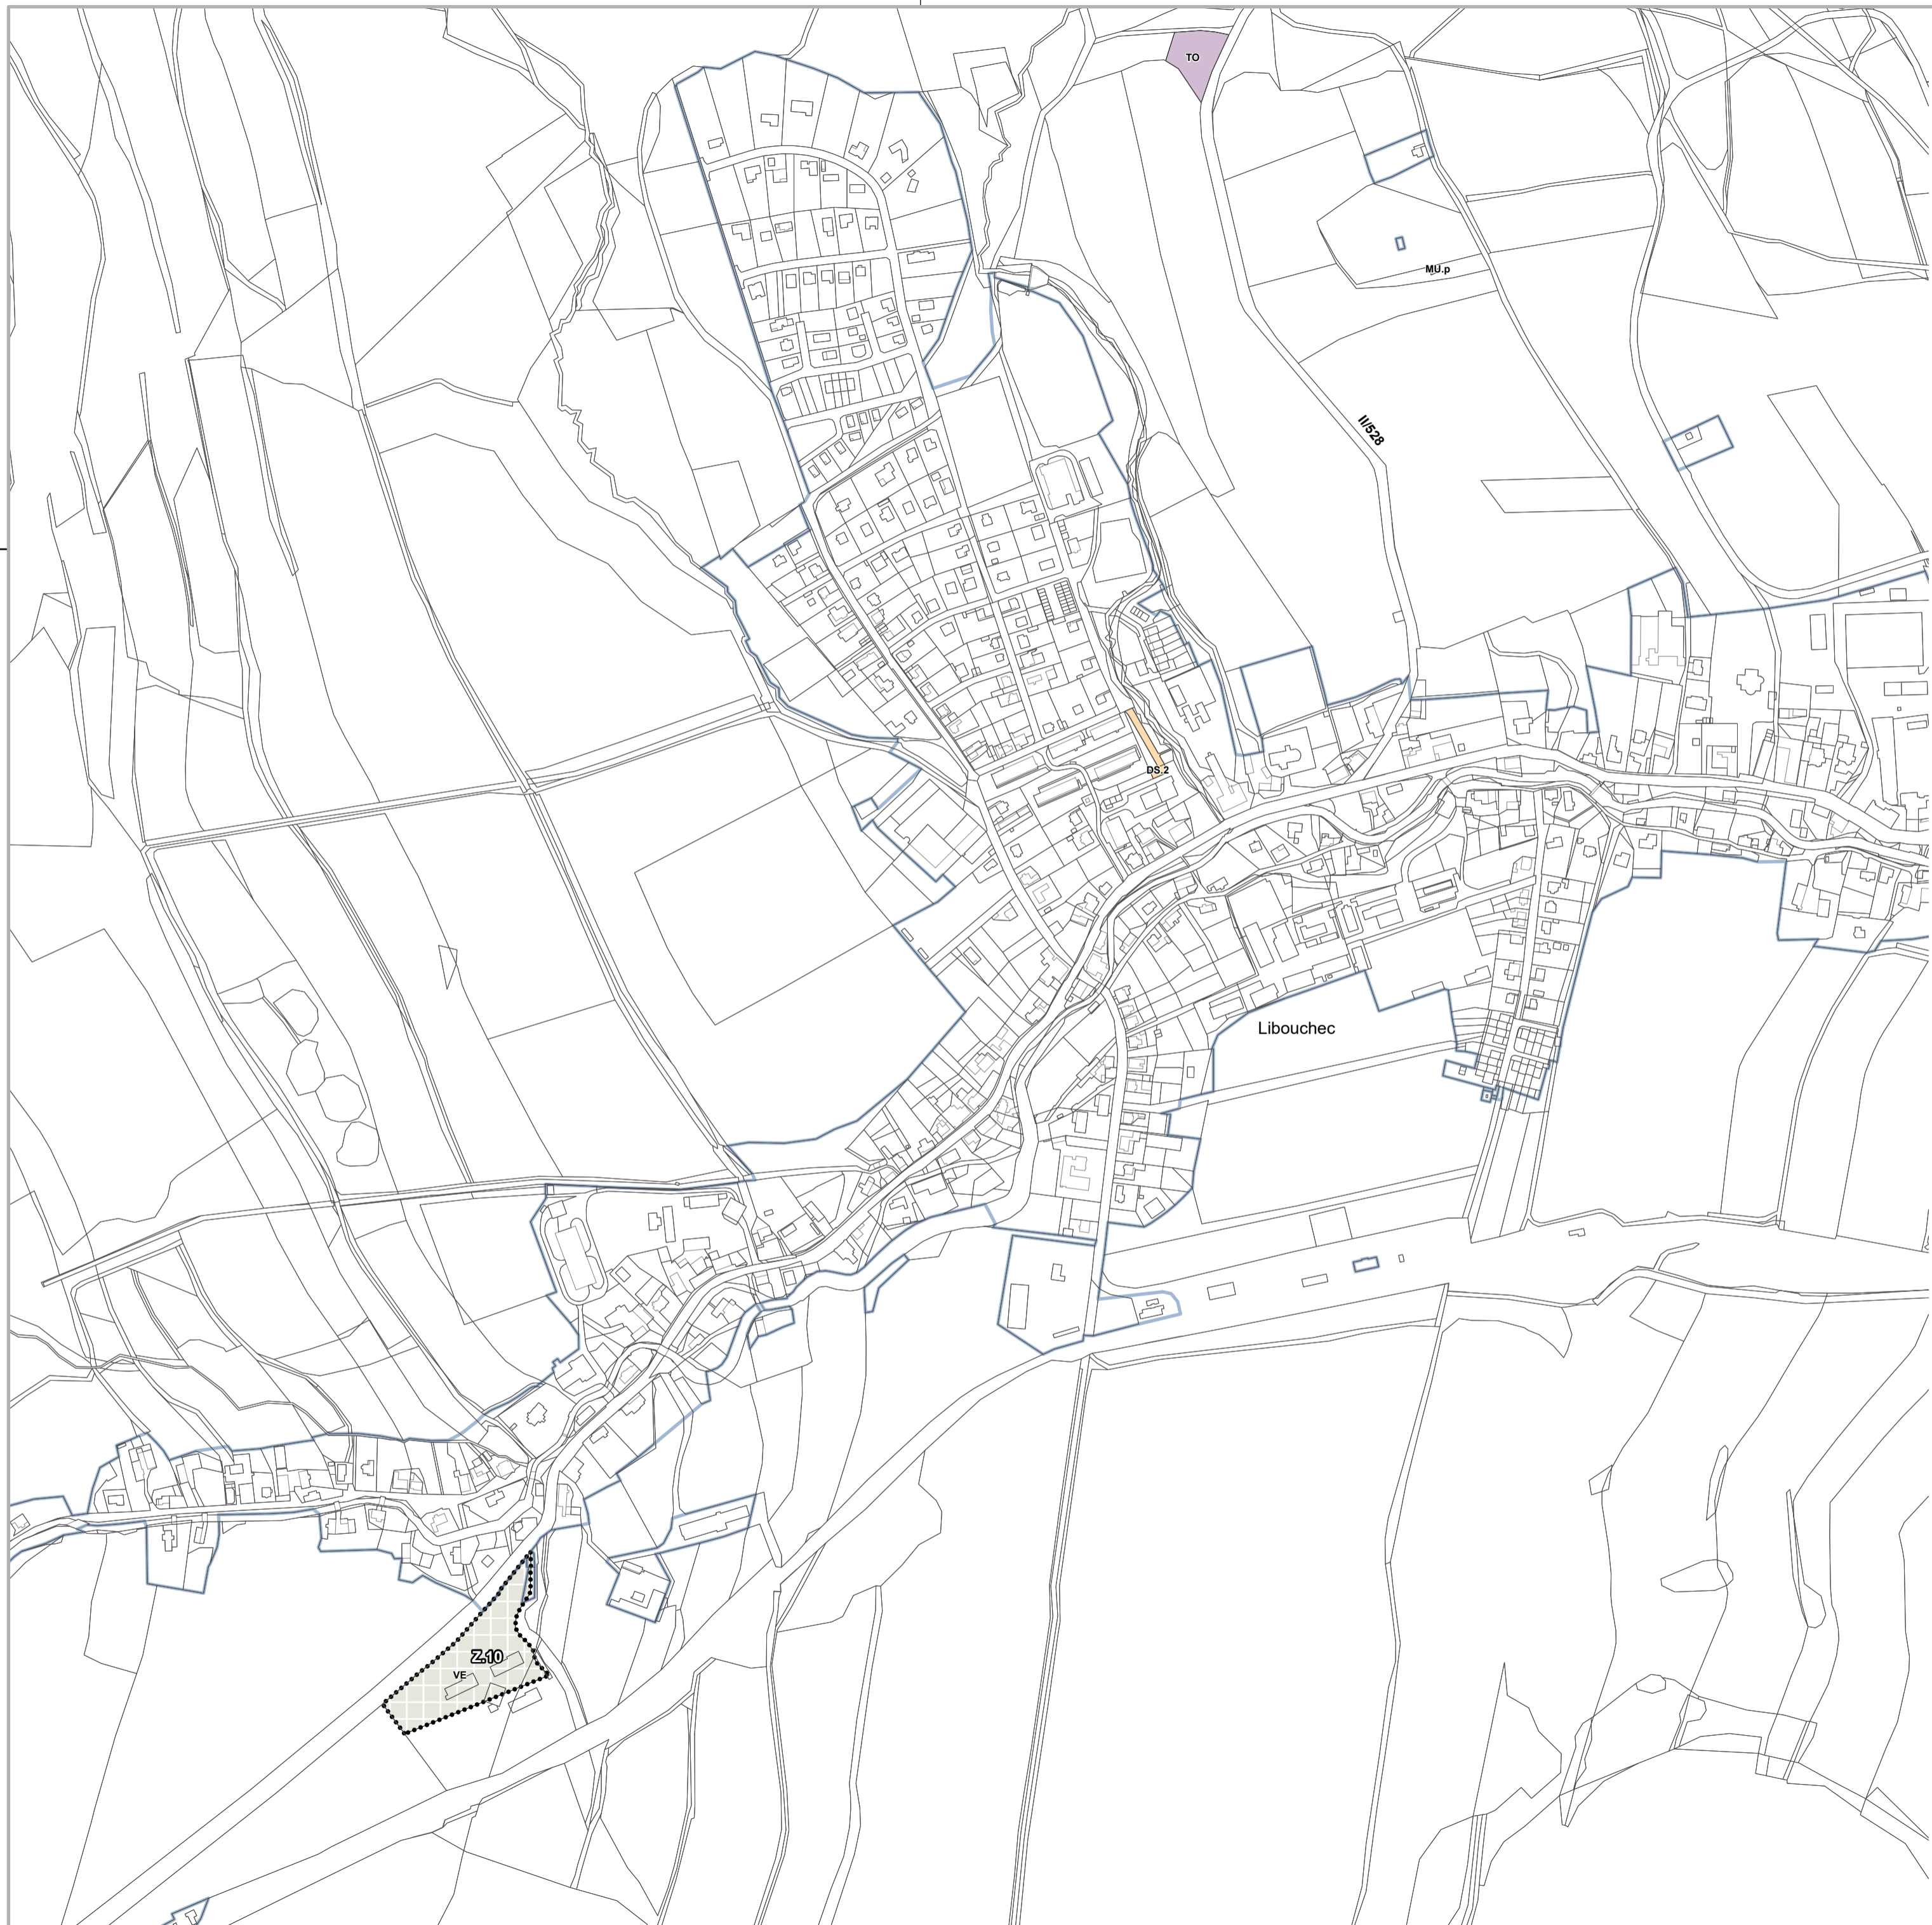 TO
MU.p
II/528
DS.2
Libouchec
Z.10
VE